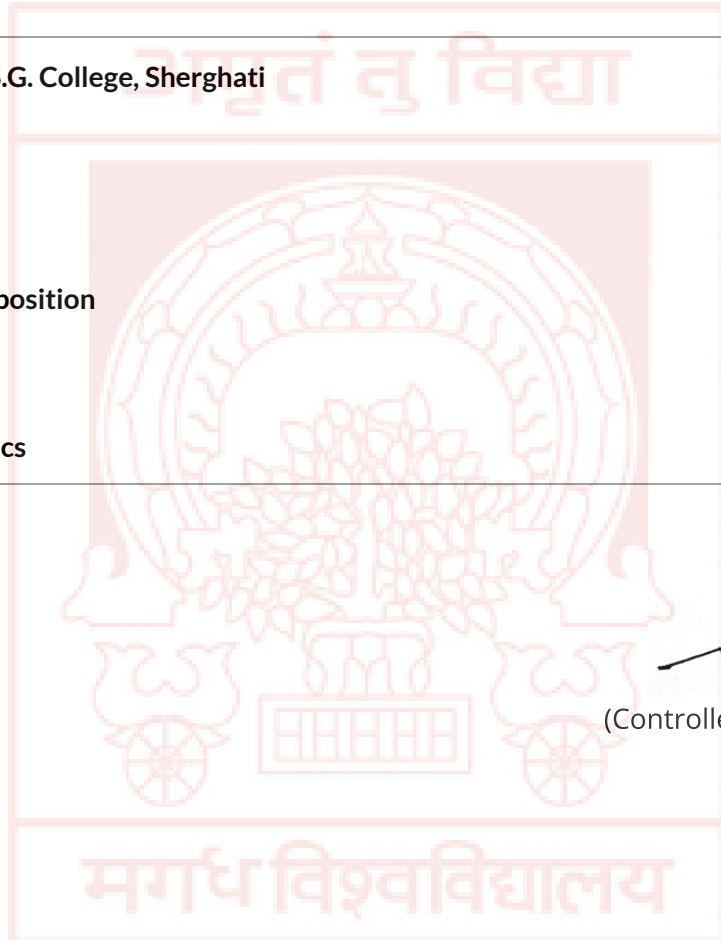 अमृतं तु विद्या
.G. College, Sherghati
position
cs
(Controlle
मगध विश्वविद्यालय